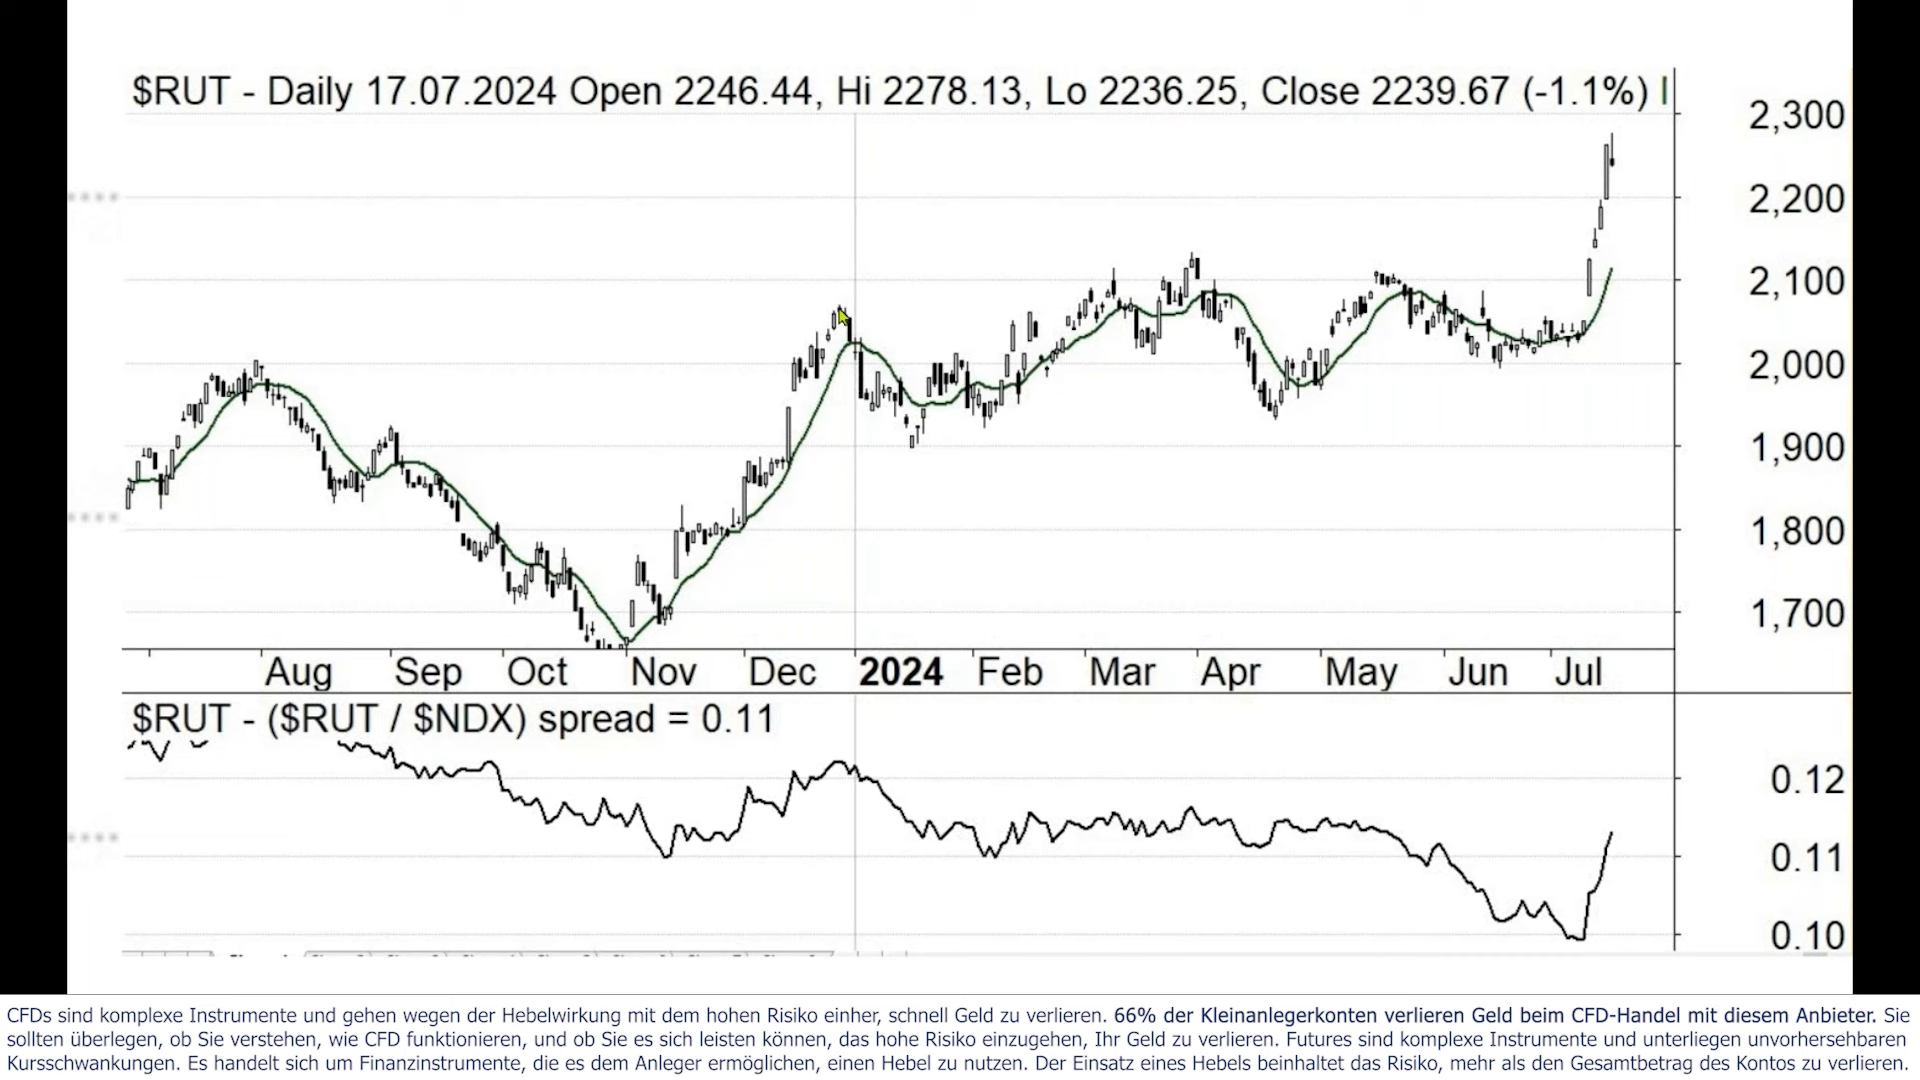 $RUT - Daily 17.07.2024 Open 2246.44, Hi 2278.13, Lo 2236.25, Close 2239.67 (-1.1%)
2,300
2,200
2,100
2,000
1,900
1,800
1,700
Aug Sep Oct Nov Dec 2024 Feb Mar Apr May Jun Jul
$RUT - ($RUT / $NDX) spread = 0.11
0.12
0.11
0.10
CFDs sind komplexe Instrumente und gehen wegen der Hebelwirkung mit dem hohen Risiko einher, schnell Geld zu verlieren. 66% der Kleinanlegerkonten verlieren Geld beim CFD-Handel mit diesem Anbieter. Sie
sollten überlegen, ob Sie verstehen, wie CFD funktionieren, und ob Sie es sich leisten können, das hohe Risiko einzugehen, Ihr Geld zu verlieren. Futures sind komplexe Instrumente und unterliegen unvorhersehbaren
Kursschwankungen. Es handelt sich um Finanzinstrumente, die es dem Anleger ermöglichen, einen Hebel zu nutzen. Der Einsatz eines Hebels beinhaltet das Risiko, mehr als den Gesamtbetrag des Kontos zu verlieren.